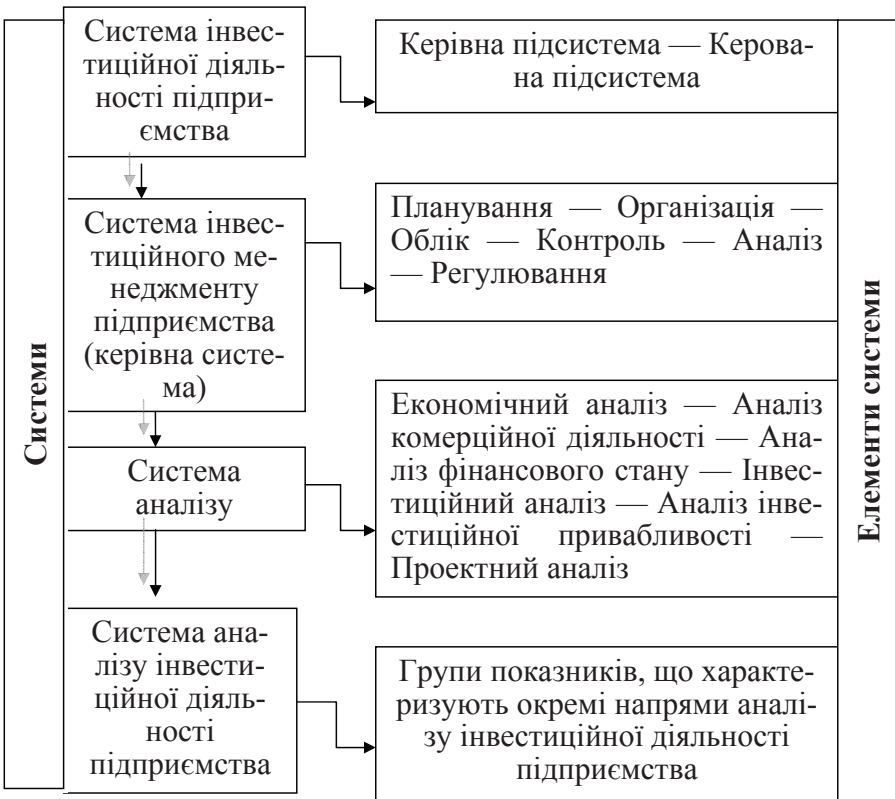 Системи
Система інвес-
тиційної діяль-
ності підпри-
ємства
Керівна підсистема — Керова-
на підсистема
Система інвес-
тиційного ме-
неджменту
підприємства
(керівна систе-
ма)
Планування — Організація —
Облік — Контроль — Аналіз
— Регулювання
Система
аналізу
Економічний аналіз — Аналіз
комерційної діяльності — Ана-
ліз фінансового стану — Інвес-
тиційний аналіз — Аналіз інве-
стиційної привабливості —
Проектний аналіз
Система ана-
лізу інвести-
ційної діяль-
ності
підприємства
Групи показників, що характе-
ризують окремі напрями аналі-
зу інвестиційної діяльності
підприємства
Елементи системи